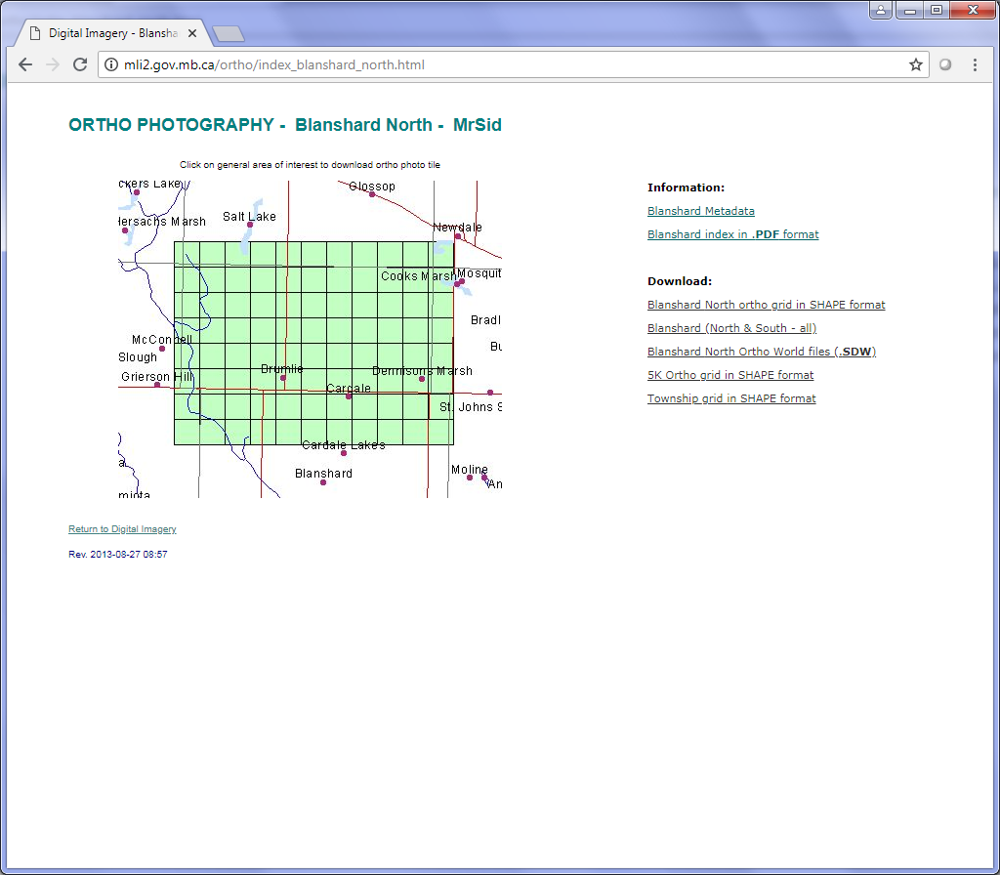 Digital Imagery - Blansha
mli2.gov.mb.ca/ortho/index_blanshard_north.html
ORTHO PHOTOGRAPHY - Blanshard North - MrSid
Click on general area of interest to download ortho photo tile
ckers Lake
Glossop
Salt Lake
lersachs Marsh
Newdale
Cooks Marsh
Mosquit
Bradl
McConnell
Bu
Slough
Grierson Hill
Drumlie
Dennisons Marsh
Cardale
St. Johns S
Cardale Lakes
a
Blanshard
Moline
An
miota
Information:
Blanshard Metadata
Blanshard index in .PDF format
Download:
Blanshard North ortho grid in SHAPE format
Blanshard (North & South - all)
Blanshard North Ortho World files (.SDW)
5K Ortho grid in SHAPE format
Township grid in SHAPE format
Return to Digital Imagery
Rev. 2013-08-27 08:57